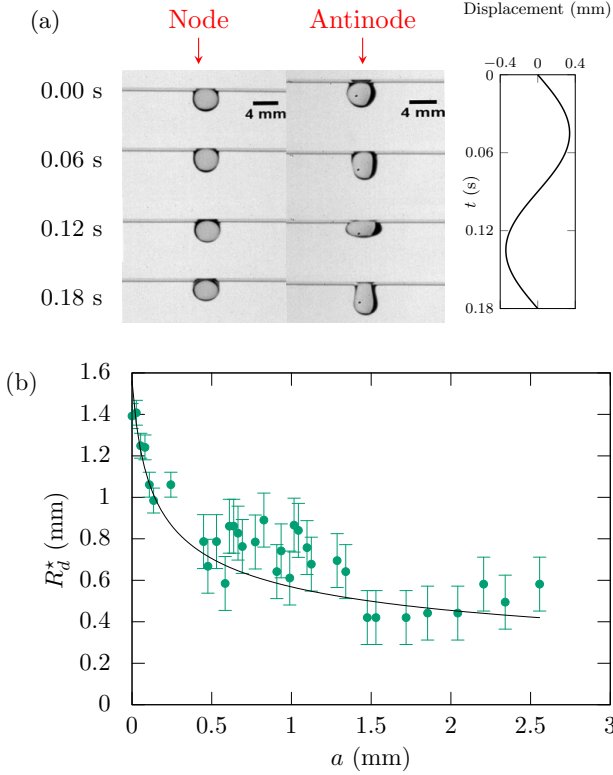 (a)
Node
Antinode
Displacement (mm)
−0.4 0 0.4
0.00 s
0.06 s
0.12 s
0.18 s
4 mm
4 mm
0
0.06
0.12
0.18
t (s)
(b)
1.6
1.4
1.2
1
0.8
0.6
0.4
0.2
0
R_d^⋆ (mm)
0 0.5 1 1.5 2 2.5 3
a (mm)